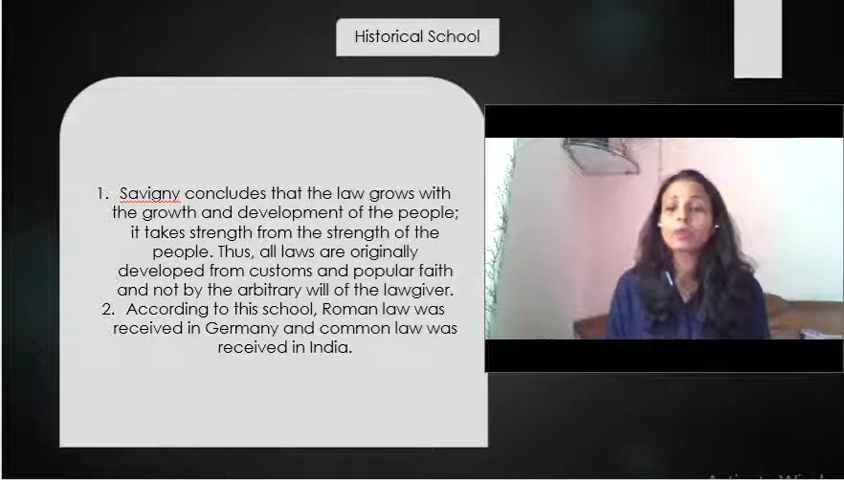 Historical School
1. Savigny concludes that the law grows with
the growth and development of the people;
it takes strength from the strength of the
people. Thus, all laws are originally
developed from customs and popular faith
and not by the arbitrary will of the lawgiver.
2. According to this school, Roman law was
received in Germany and common law was
received in India.